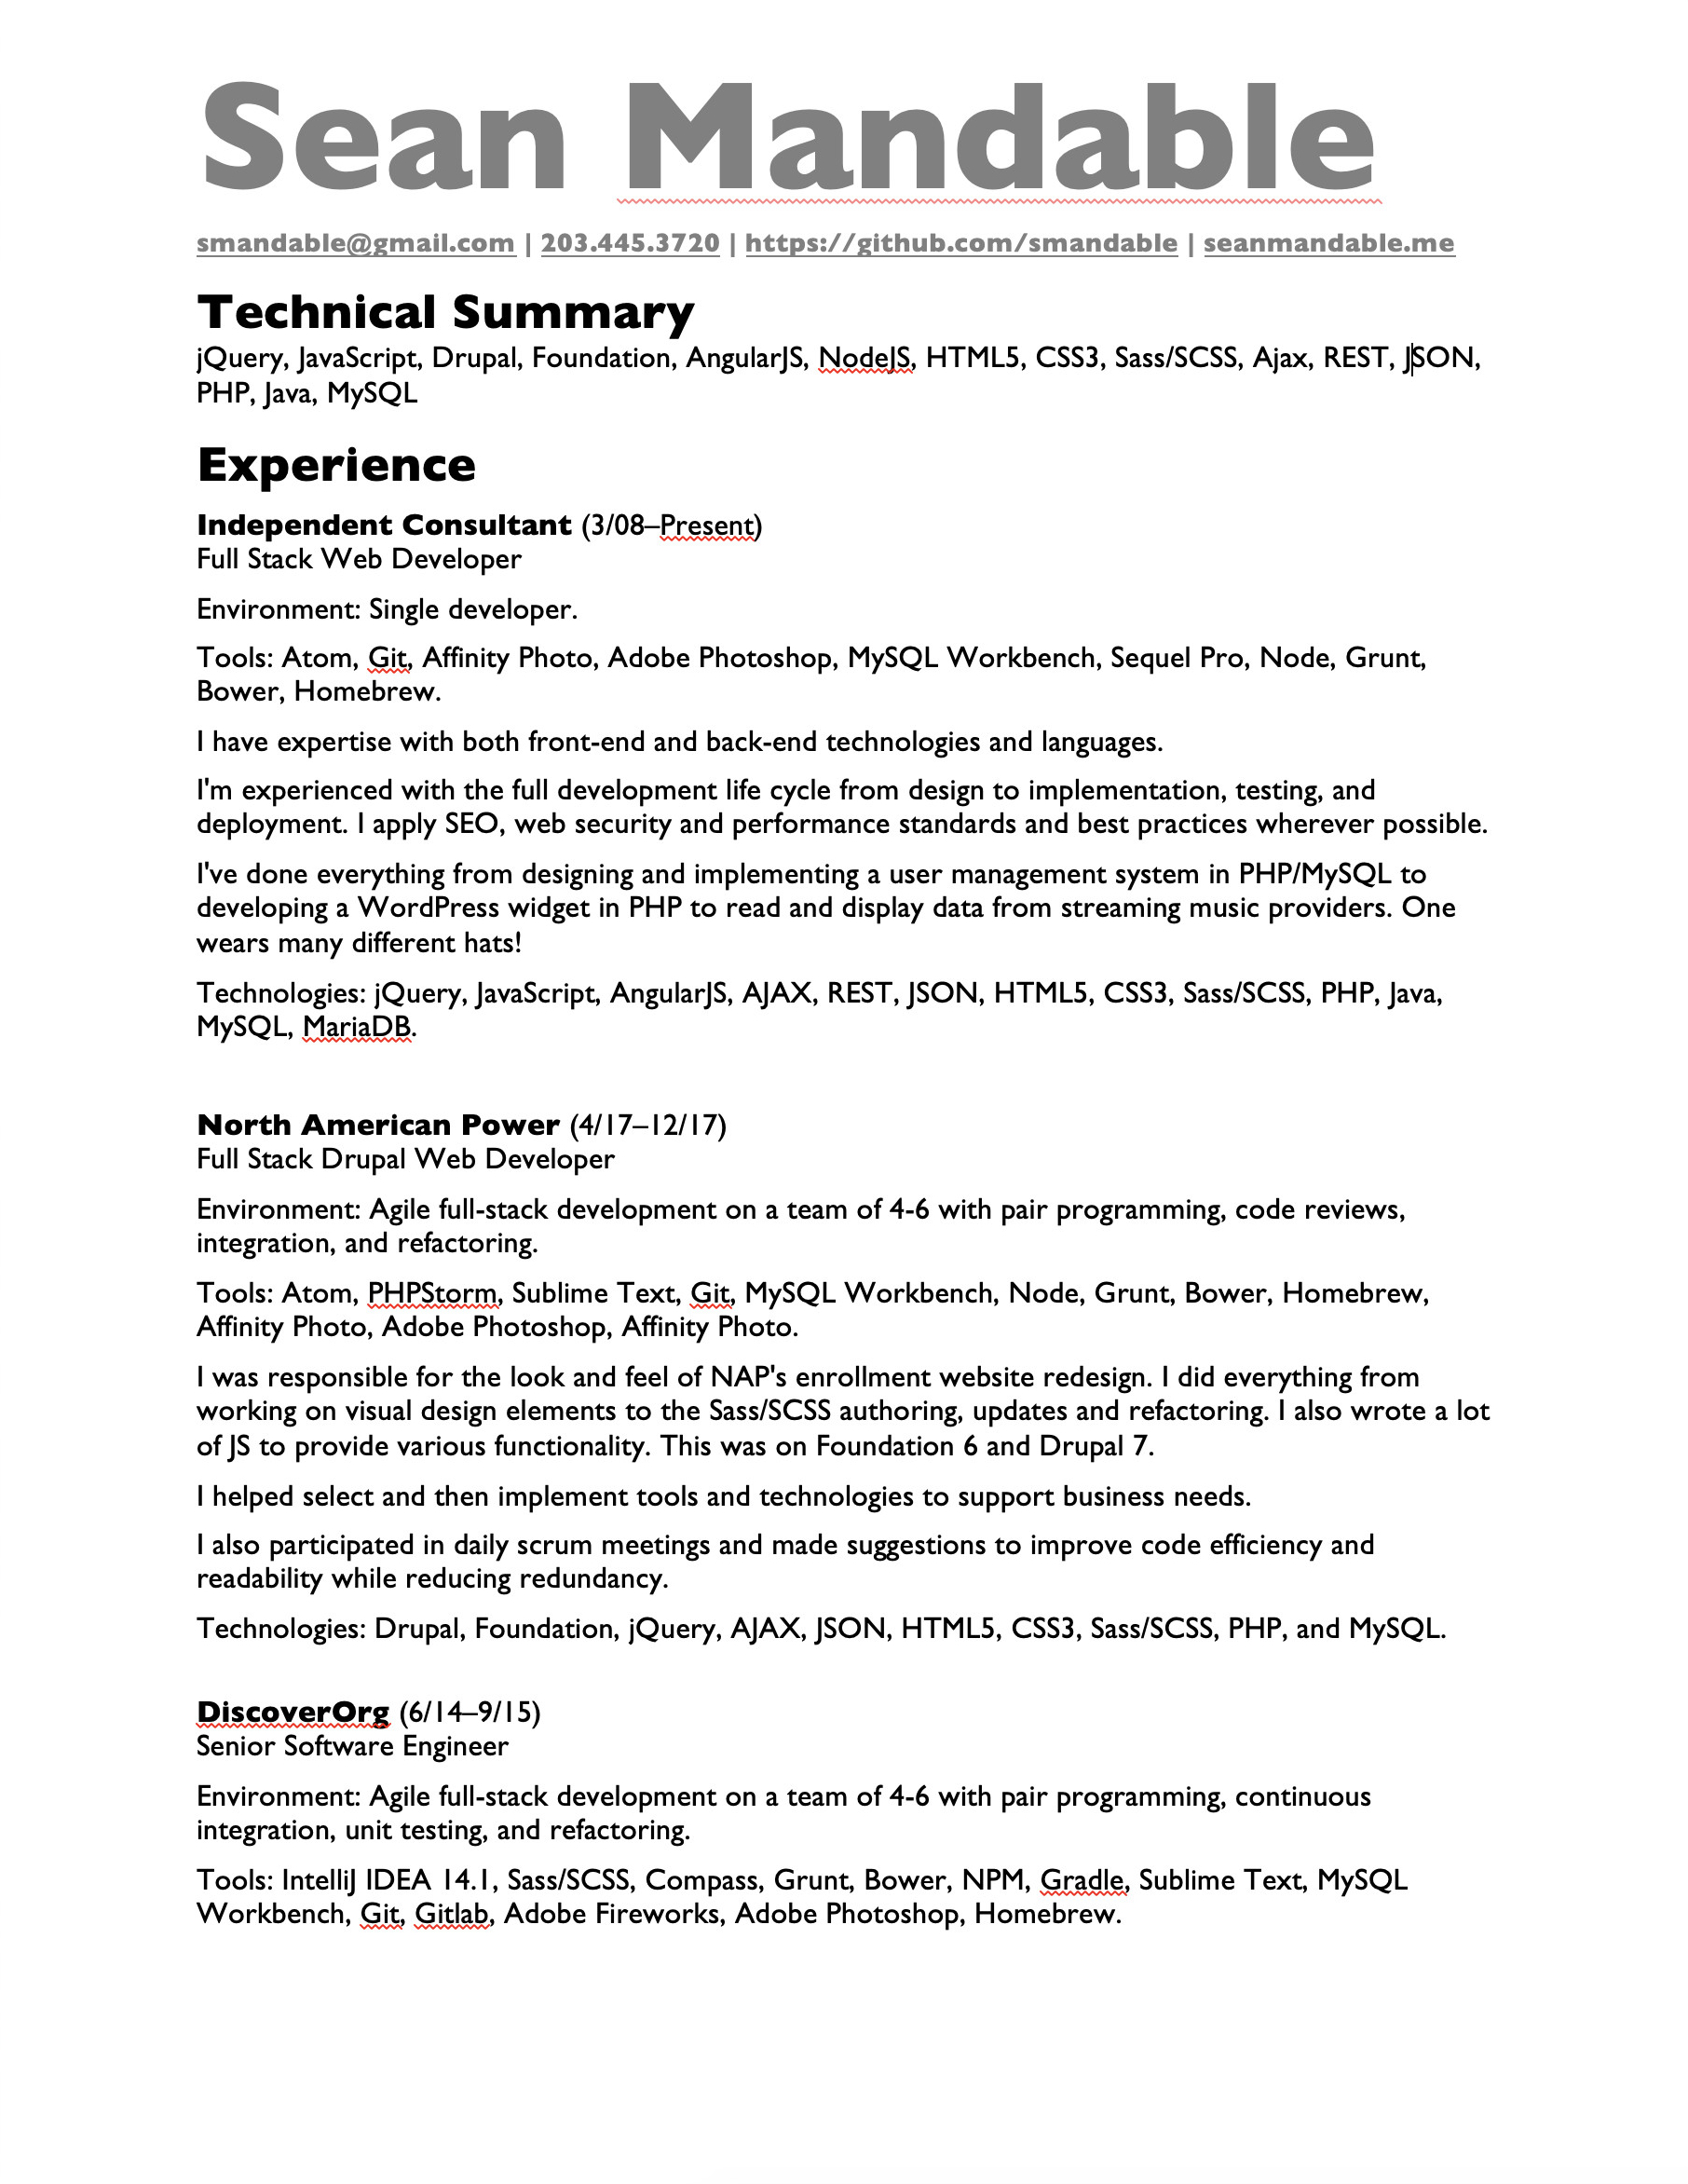 Sean Mandable
smandable@gmail.com | 203.445.3720 | https://github.com/smandable | seanmandable.me
Technical Summary
jQuery, JavaScript, Drupal, Foundation, AngularJS, NodeJS, HTML5, CSS3, Sass/SCSS, Ajax, REST, JSON,
PHP, Java, MySQL
Experience
Independent Consultant (3/08–Present)
Full Stack Web Developer
Environment: Single developer.
Tools: Atom, Git, Affinity Photo, Adobe Photoshop, MySQL Workbench, Sequel Pro, Node, Grunt,
Bower, Homebrew.
I have expertise with both front-end and back-end technologies and languages.
I'm experienced with the full development life cycle from design to implementation, testing, and
deployment. I apply SEO, web security and performance standards and best practices wherever possible.
I've done everything from designing and implementing a user management system in PHP/MySQL to
developing a WordPress widget in PHP to read and display data from streaming music providers. One
wears many different hats!
Technologies: jQuery, JavaScript, AngularJS, AJAX, REST, JSON, HTML5, CSS3, Sass/SCSS, PHP, Java,
MySQL, MariaDB.
North American Power (4/17–12/17)
Full Stack Drupal Web Developer
Environment: Agile full-stack development on a team of 4-6 with pair programming, code reviews,
integration, and refactoring.
Tools: Atom, PHPStorm, Sublime Text, Git, MySQL Workbench, Node, Grunt, Bower, Homebrew,
Affinity Photo, Adobe Photoshop, Affinity Photo.
I was responsible for the look and feel of NAP's enrollment website redesign. I did everything from
working on visual design elements to the Sass/SCSS authoring, updates and refactoring. I also wrote a lot
of JS to provide various functionality. This was on Foundation 6 and Drupal 7.
I helped select and then implement tools and technologies to support business needs.
I also participated in daily scrum meetings and made suggestions to improve code efficiency and
readability while reducing redundancy.
Technologies: Drupal, Foundation, jQuery, AJAX, JSON, HTML5, CSS3, Sass/SCSS, PHP, and MySQL.
DiscoverOrg (6/14–9/15)
Senior Software Engineer
Environment: Agile full-stack development on a team of 4-6 with pair programming, continuous
integration, unit testing, and refactoring.
Tools: IntelliJ IDEA 14.1, Sass/SCSS, Compass, Grunt, Bower, NPM, Gradle, Sublime Text, MySQL
Workbench, Git, Gitlab, Adobe Fireworks, Adobe Photoshop, Homebrew.